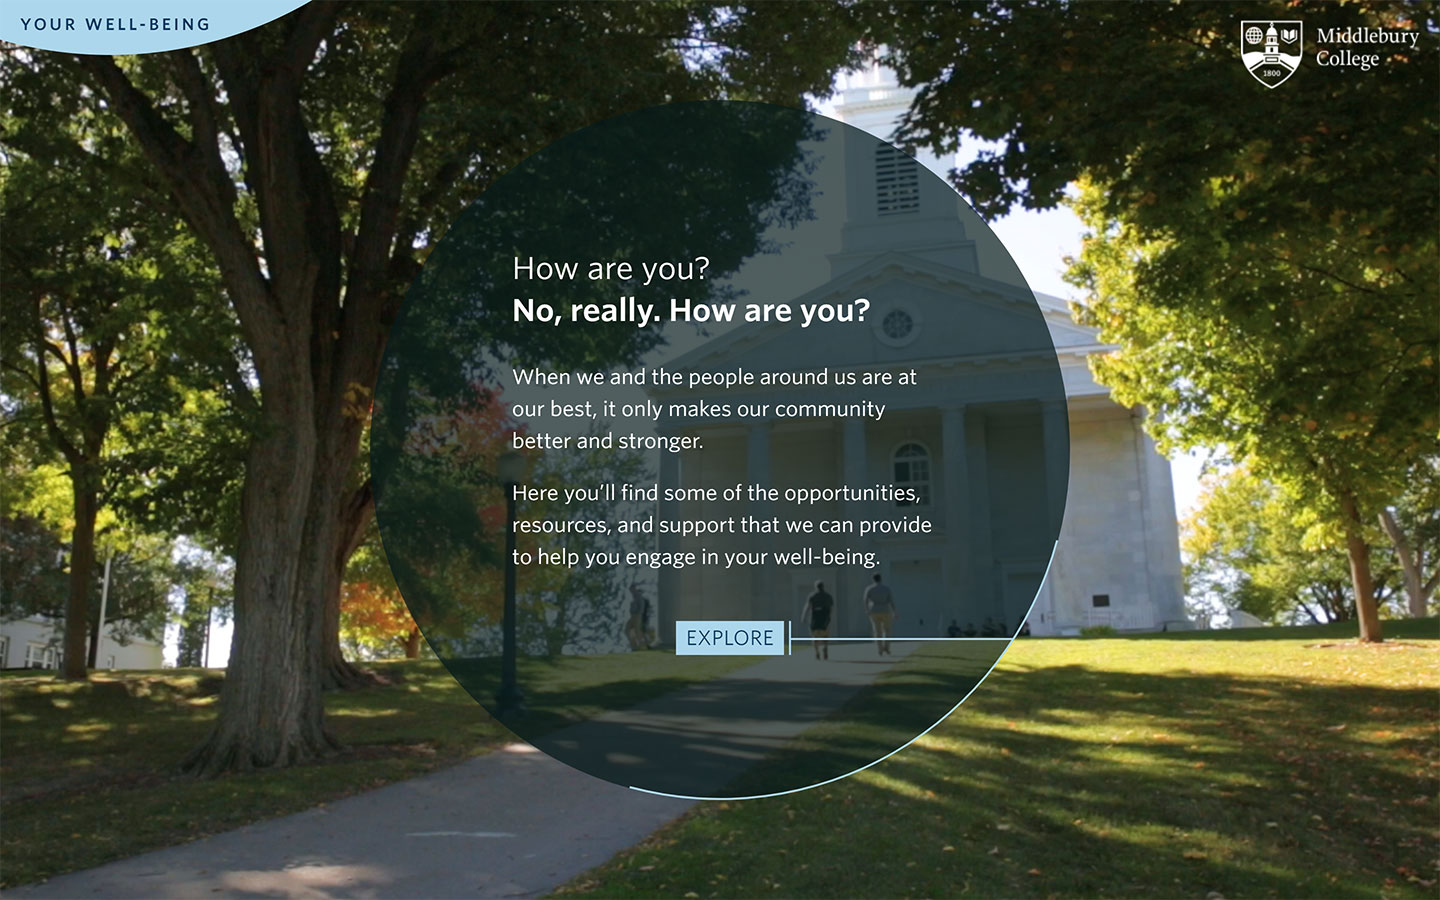 YOUR WELL-BEING
Middlebury
College
1800
How are you?
No, really. How are you?
When we and the people around us are at
our best, it only makes our community
better and stronger.
Here you’ll find some of the opportunities,
resources, and support that we can provide
to help you engage in your well-being.
EXPLORE